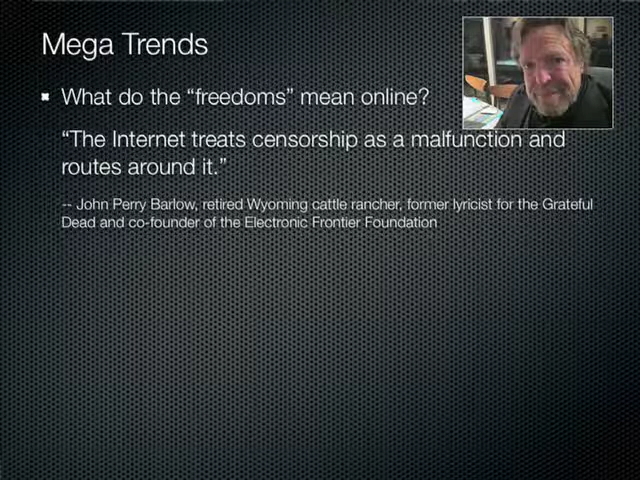 Mega Trends
What do the “freedoms” mean online?
“The Internet treats censorship as a malfunction and
routes around it.”
-- John Perry Barlow, retired Wyoming cattle rancher, former lyricist for the Grateful
Dead and co-founder of the Electronic Frontier Foundation